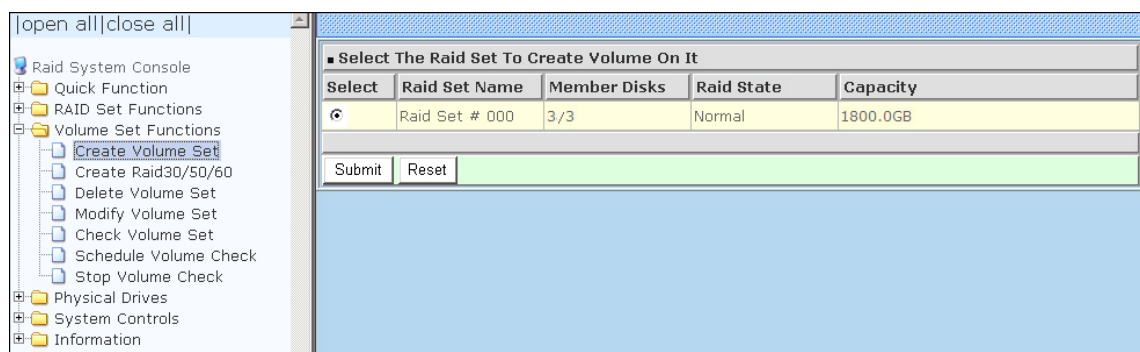 |open all|close all|
Raid System Console
Quick Function
RAID Set Functions
Volume Set Functions
Create Volume Set
Create Raid30/50/60
Delete Volume Set
Modify Volume Set
Check Volume Set
Schedule Volume Check
Stop Volume Check
Physical Drives
System Controls
Information
Select The Raid Set To Create Volume On It
Select Raid Set Name Member Disks Raid State Capacity
Raid Set # 000 3/3 Normal 1800.0GB
Submit Reset